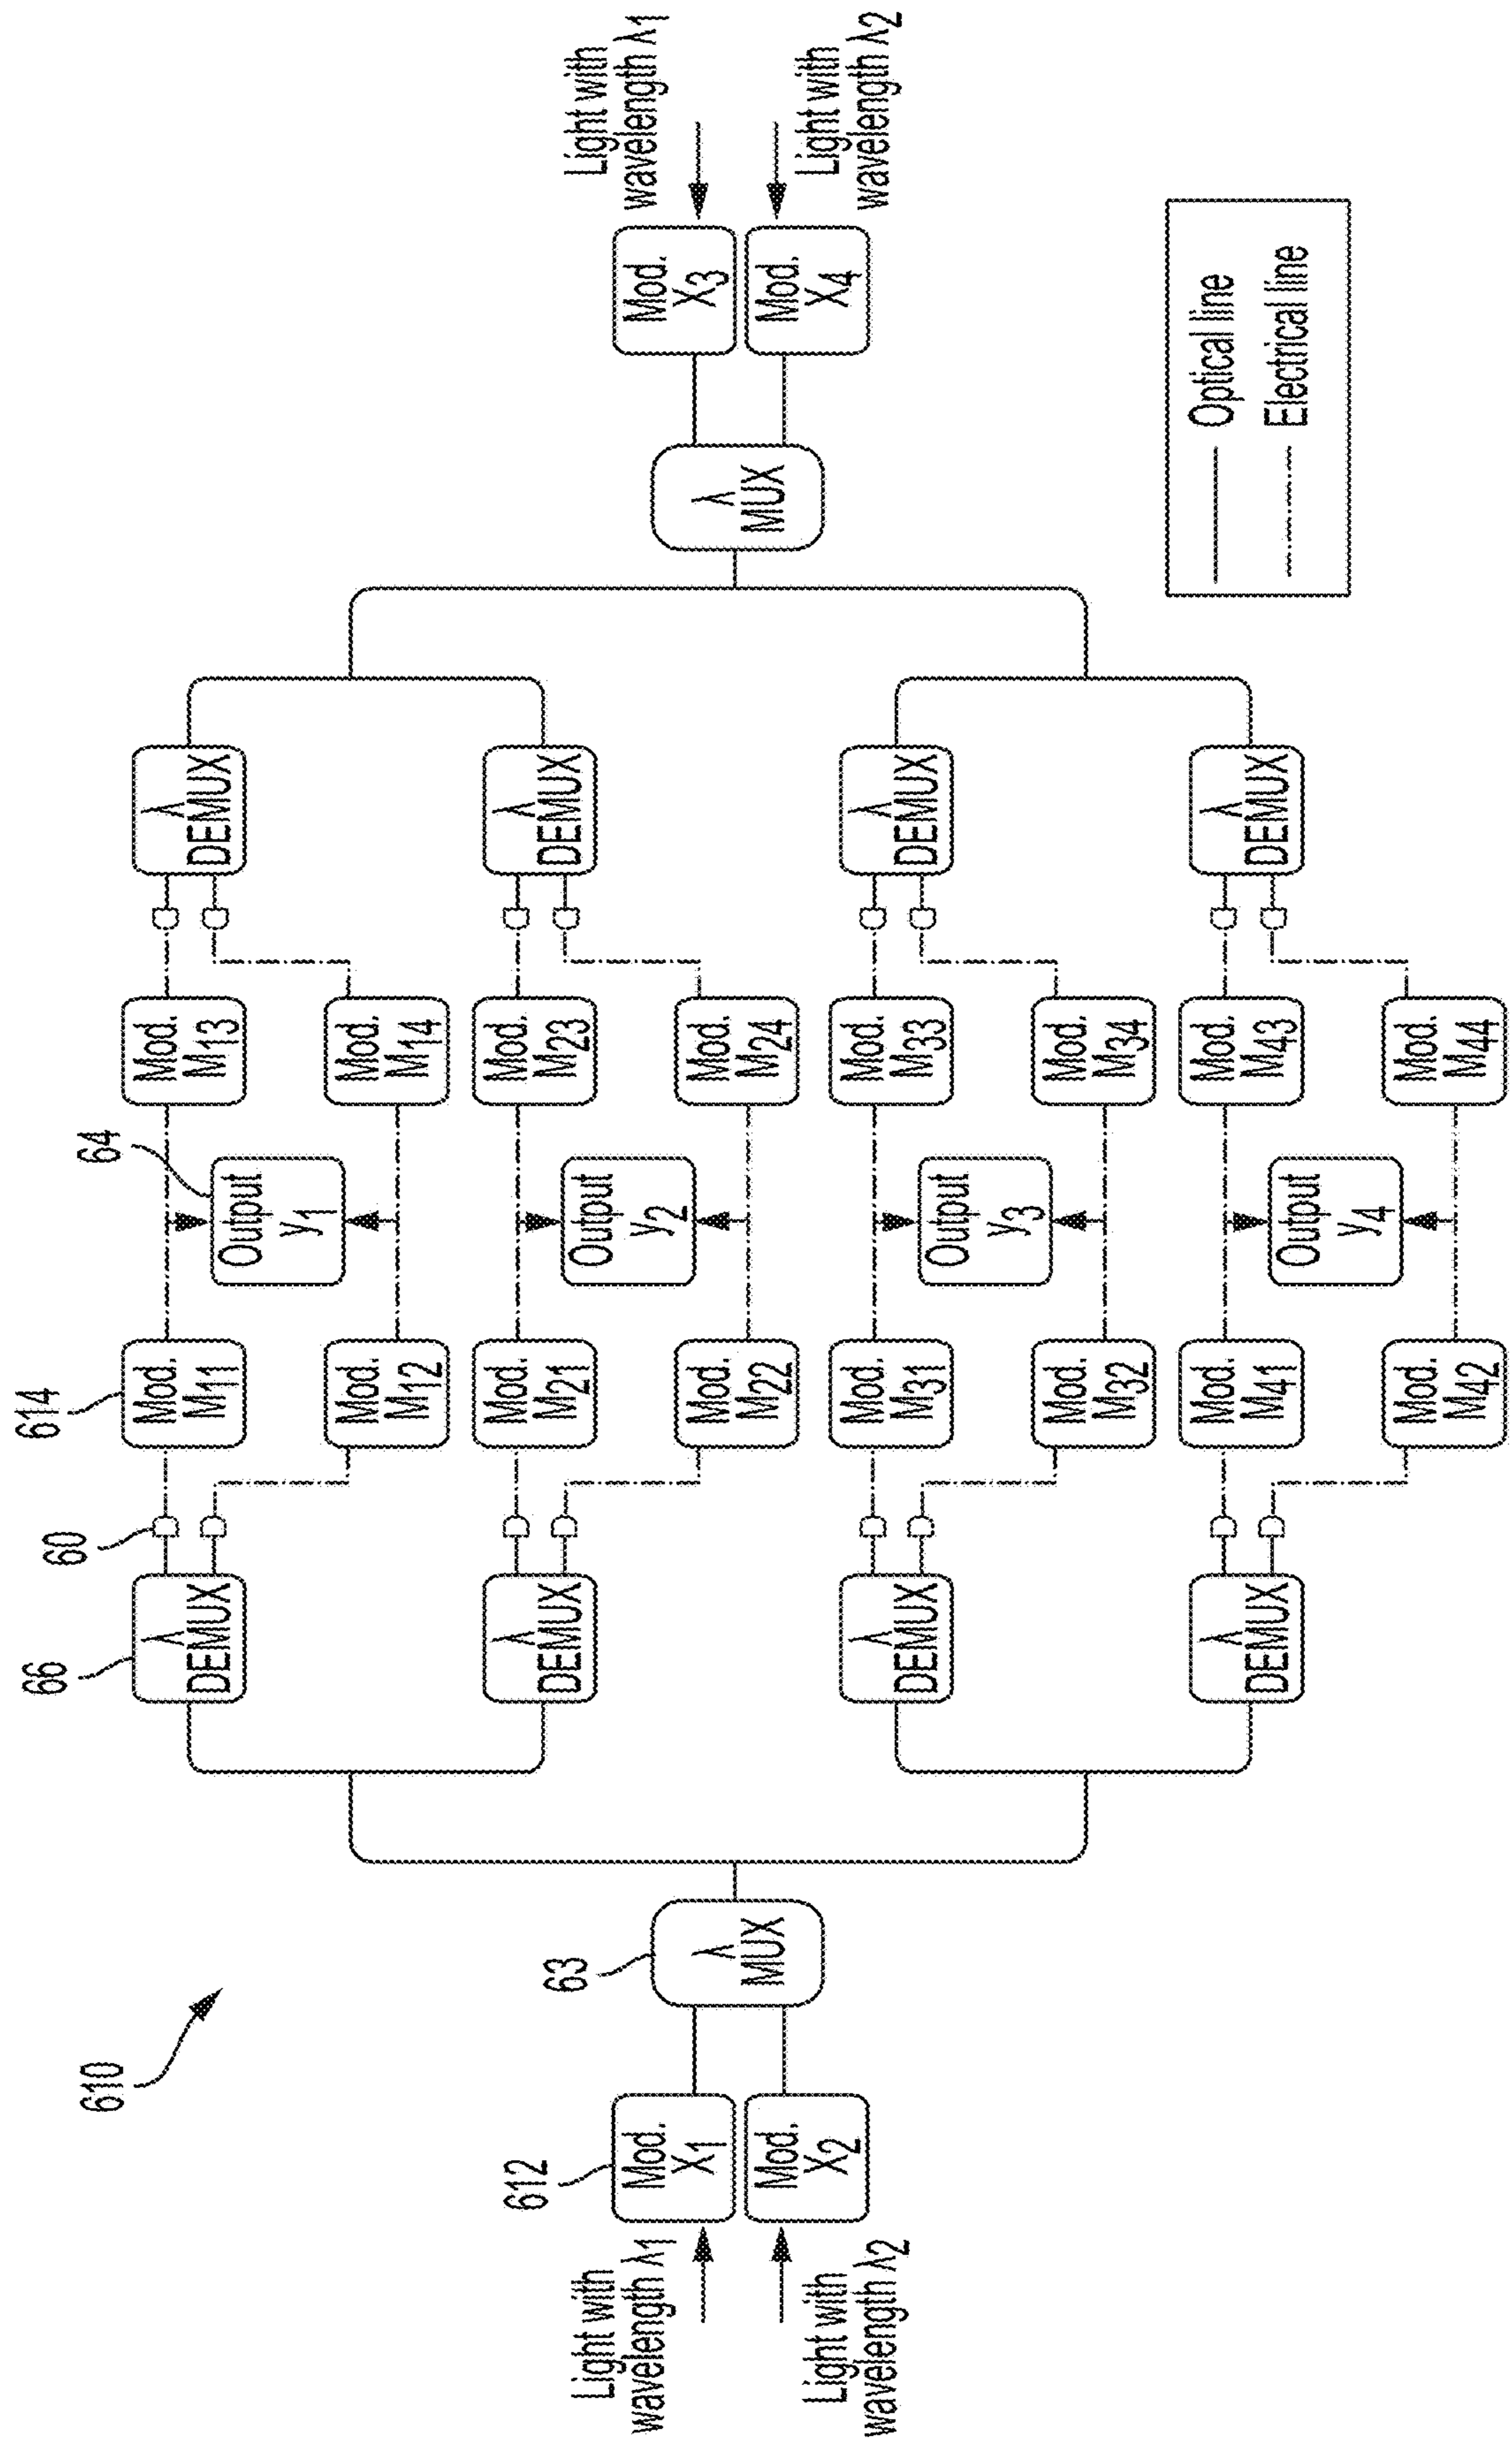 610
66
60
614
64
λ
DEMUX
Mod.
M11
Mod.
M13
λ
DEMUX
Output
y1
Mod.
M12
Mod.
M14
λ
DEMUX
Mod.
M21
Mod.
M23
λ
DEMUX
Output
y2
612
63
Light with
wavelength λ1
Mod.
X1
Light with
wavelength λ2
Mod.
X2
λ
MUX
Mod.
M22
Mod.
M24
λ
MUX
Mod.
X3
Light with
wavelength λ1
Mod.
X4
Light with
wavelength λ2
λ
DEMUX
Mod.
M31
Mod.
M33
λ
DEMUX
Output
y3
Mod.
M32
Mod.
M34
λ
DEMUX
Mod.
M41
Mod.
M43
λ
DEMUX
Output
y4
Mod.
M42
Mod.
M44
Optical line
Electrical line